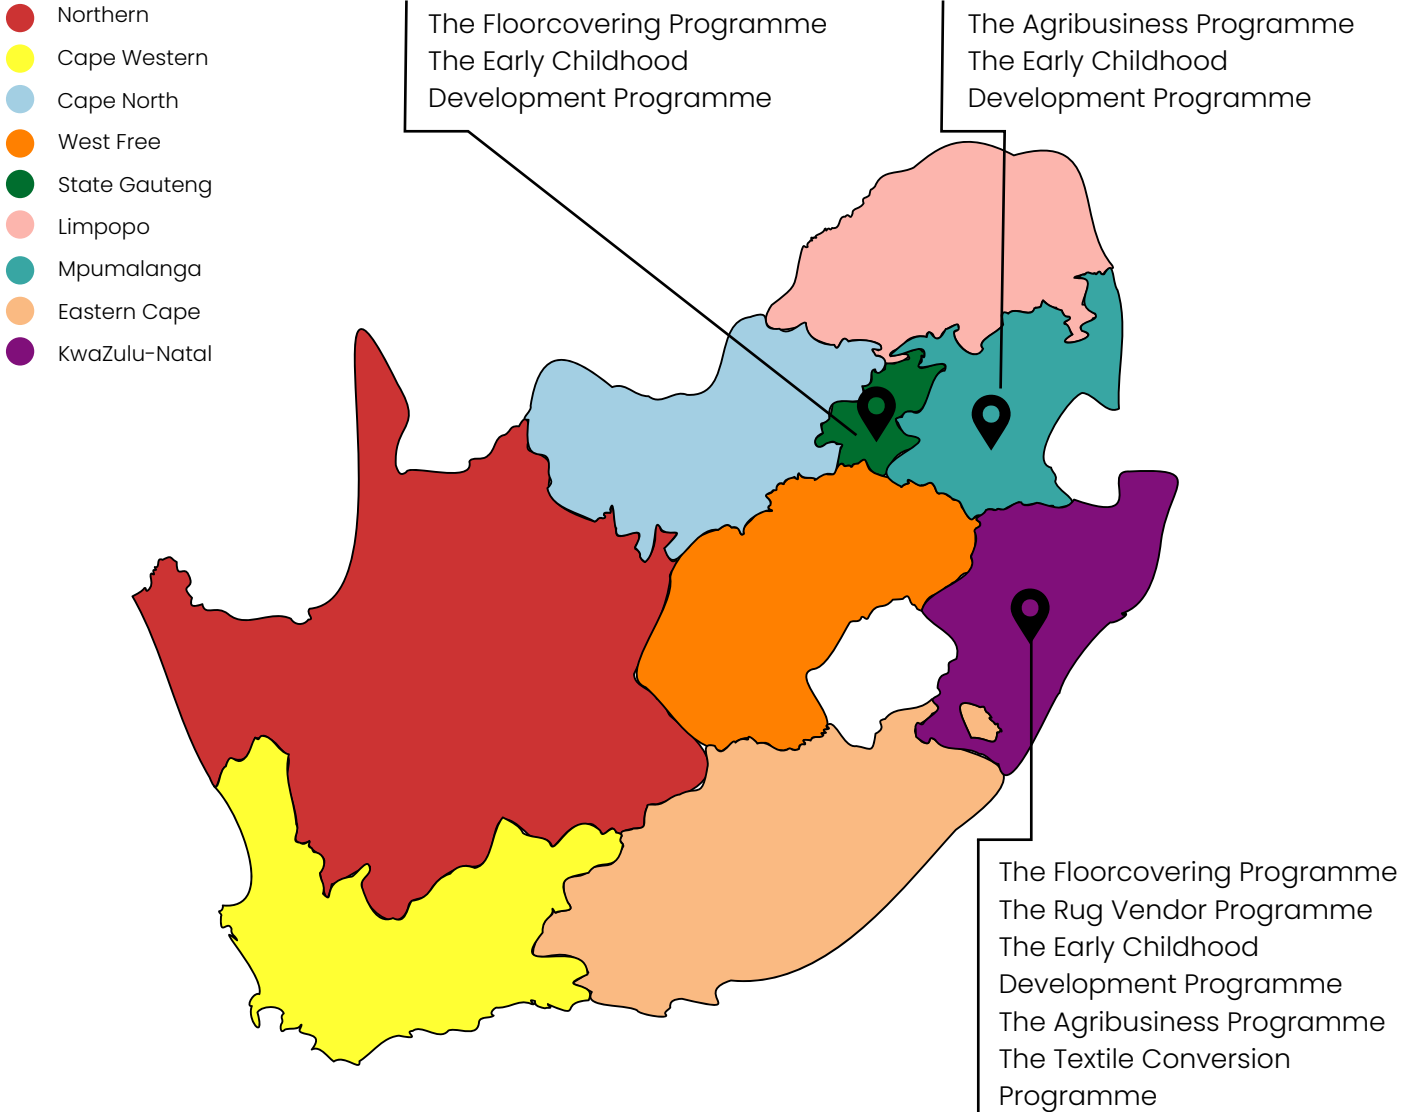 Northern
Cape Western
Cape North
West Free
State Gauteng
Limpopo
Mpumalanga
Eastern Cape
KwaZulu-Natal
The Floorcovering Programme
The Early Childhood
Development Programme
The Agribusiness Programme
The Early Childhood
Development Programme
The Floorcovering Programme
The Rug Vendor Programme
The Early Childhood
Development Programme
The Agribusiness Programme
The Textile Conversion
Programme